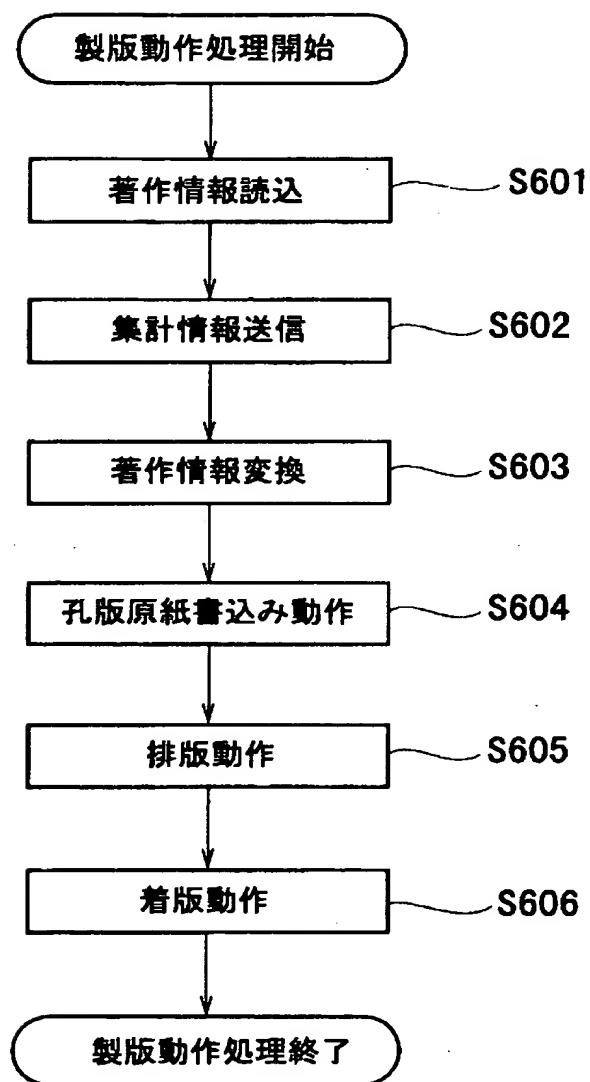 製版動作処理開始
著作情報読込 S601
集計情報送信 S602
著作情報変換 S603
孔版原紙書込み動作 S604
排版動作 S605
着版動作 S606
製版動作処理終了